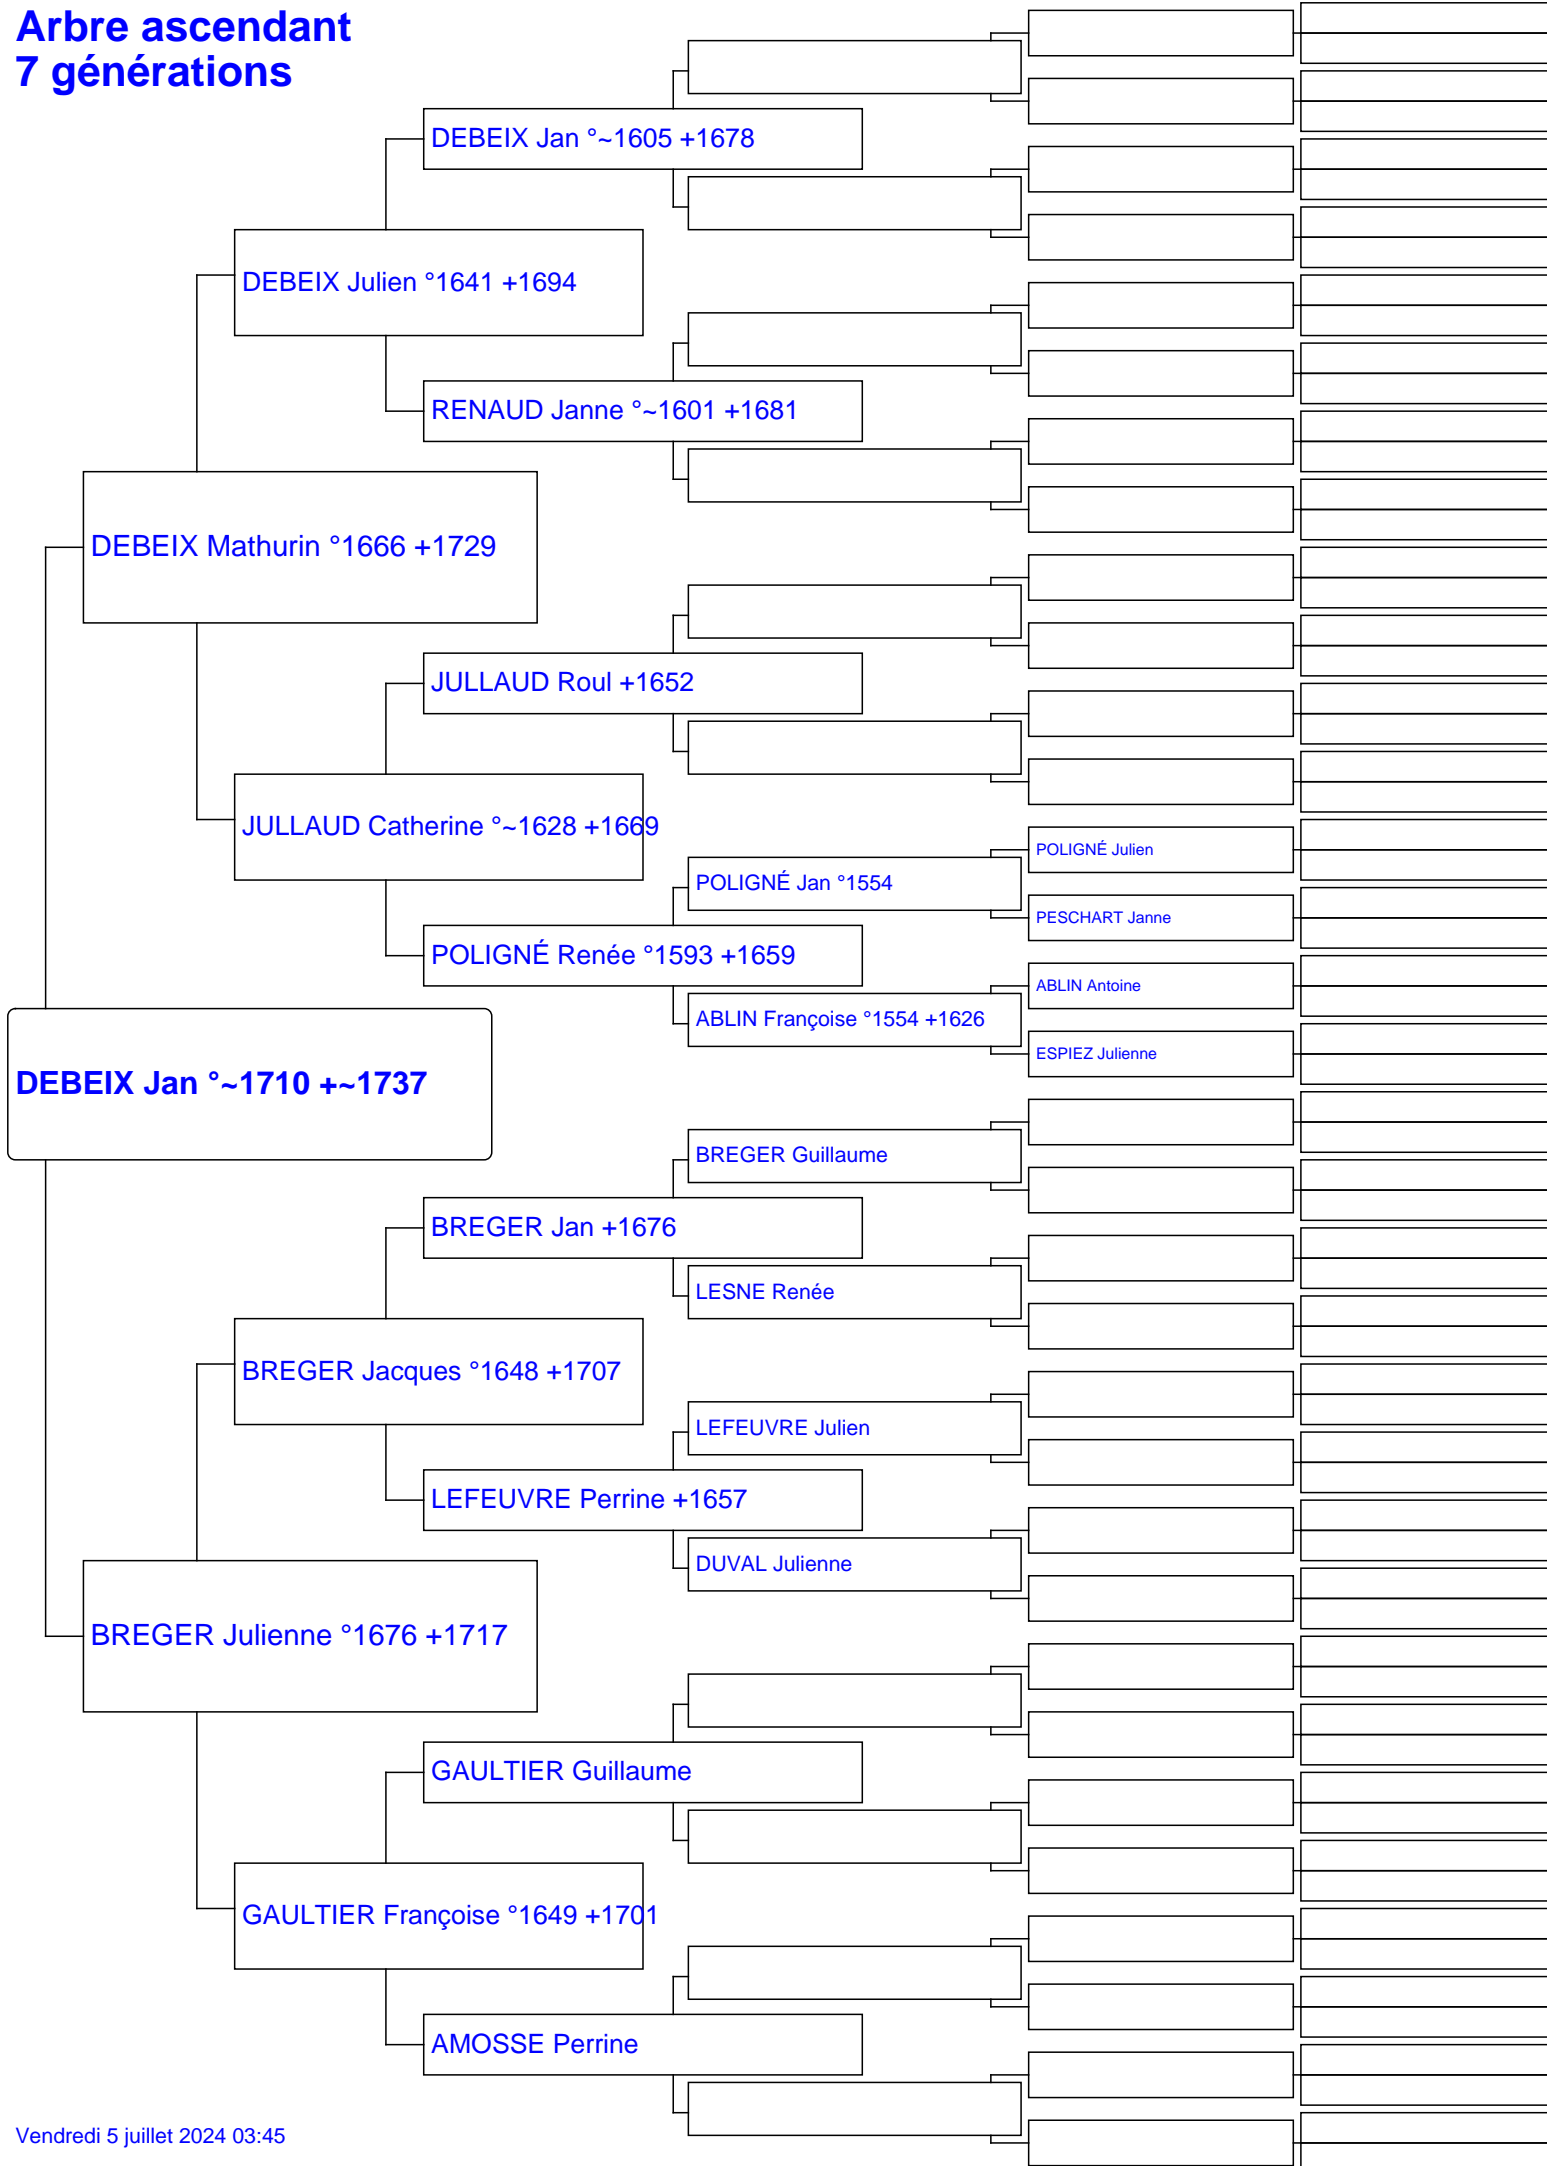 Arbre ascendant
7 générations
DEBEIX Jan °~1605 +1678
DEBEIX Julien °1641 +1694
RENAUD Janne °~1601 +1681
DEBEIX Mathurin °1666 +1729
JULLAUD Roul +1652
JULLAUD Catherine °~1628 +1669
POLIGNÉ Julien
POLIGNÉ Jan °1554
PESCHART Janne
POLIGNÉ Renée °1593 +1659
ABLIN Antoine
ABLIN Françoise °1554 +1626
ESPIEZ Julienne
DEBEIX Jan °~1710 +~1737
BREGER Guillaume
BREGER Jan +1676
LESNE Renée
BREGER Jacques °1648 +1707
LEFEUVRE Julien
LEFEUVRE Perrine +1657
DUVAL Julienne
BREGER Julienne °1676 +1717
GAULTIER Guillaume
GAULTIER Françoise °1649 +1701
AMOSSE Perrine
Vendredi 5 juillet 2024 03:45